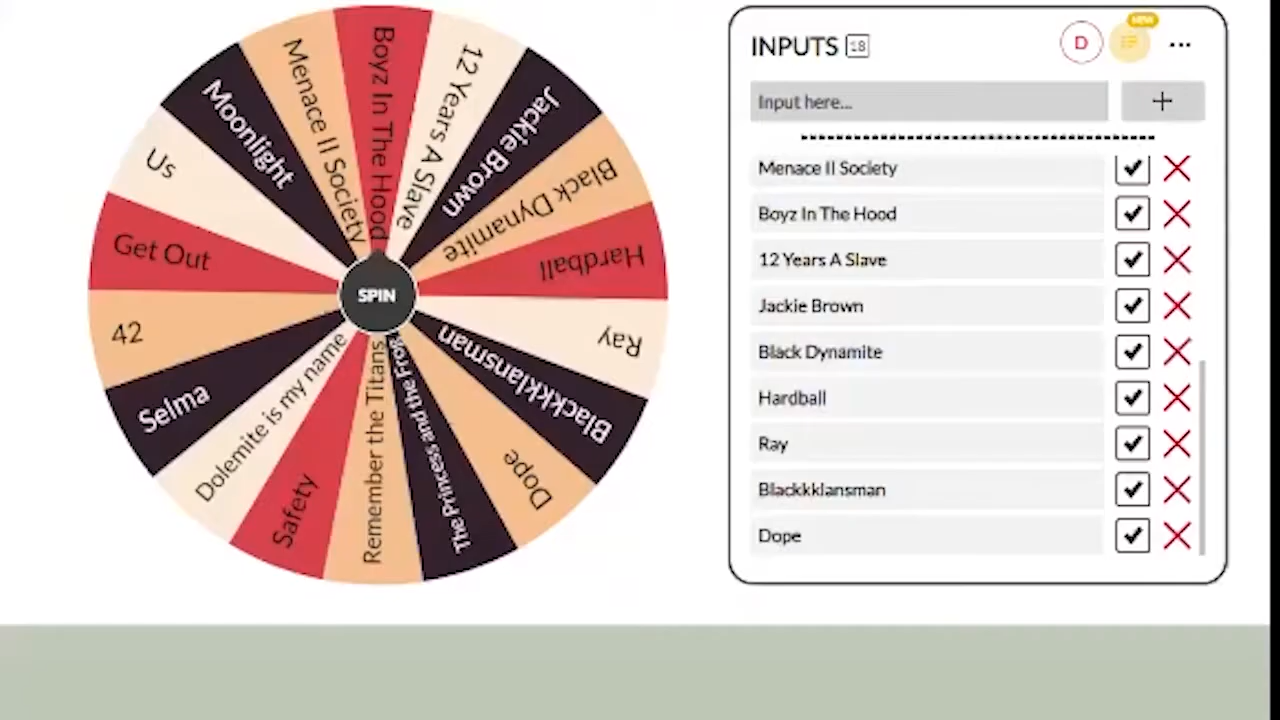 Boyz In The Hood
12 Years A Slave
Jackie Brown
Black Dynamite
Hardball
Ray
Blackkklansman
Dope
The Princess and the Frog
Remember the Titans
Safety
Dolemite is my name
Selma
42
Get Out
Us
Moonlight
Menace II Society
SPIN
INPUTS 18
D
NEW
Input here...
+
Menace II Society
Boyz In The Hood
12 Years A Slave
Jackie Brown
Black Dynamite
Hardball
Ray
Blackkklansman
Dope